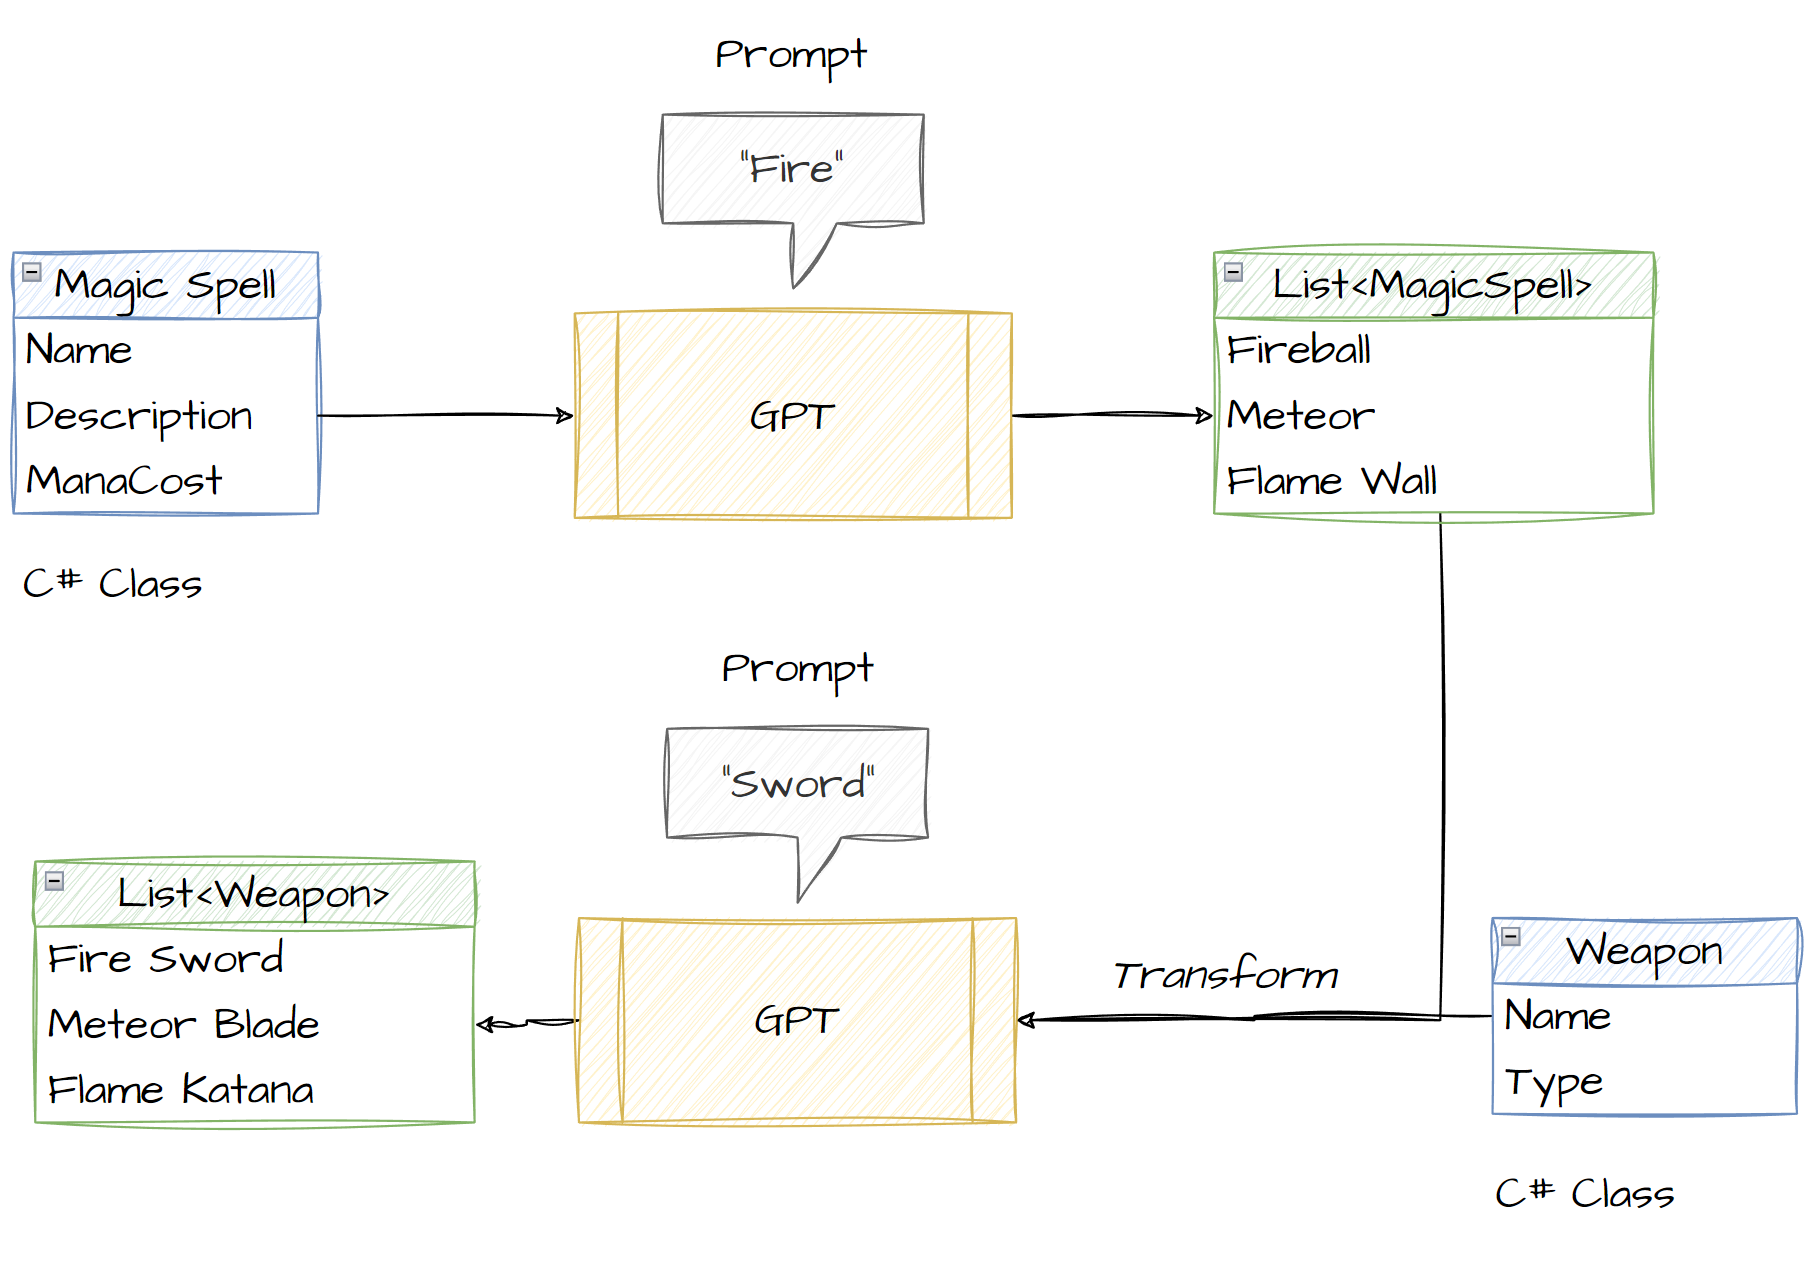 Prompt
"Fire"
Magic Spell
Name
Description
ManaCost
C# Class
GPT
List<MagicSpell>
Fireball
Meteor
Flame Wall
Prompt
"Sword"
List<Weapon>
Fire Sword
Meteor Blade
Flame Katana
GPT
Transform
Weapon
Name
Type
C# Class